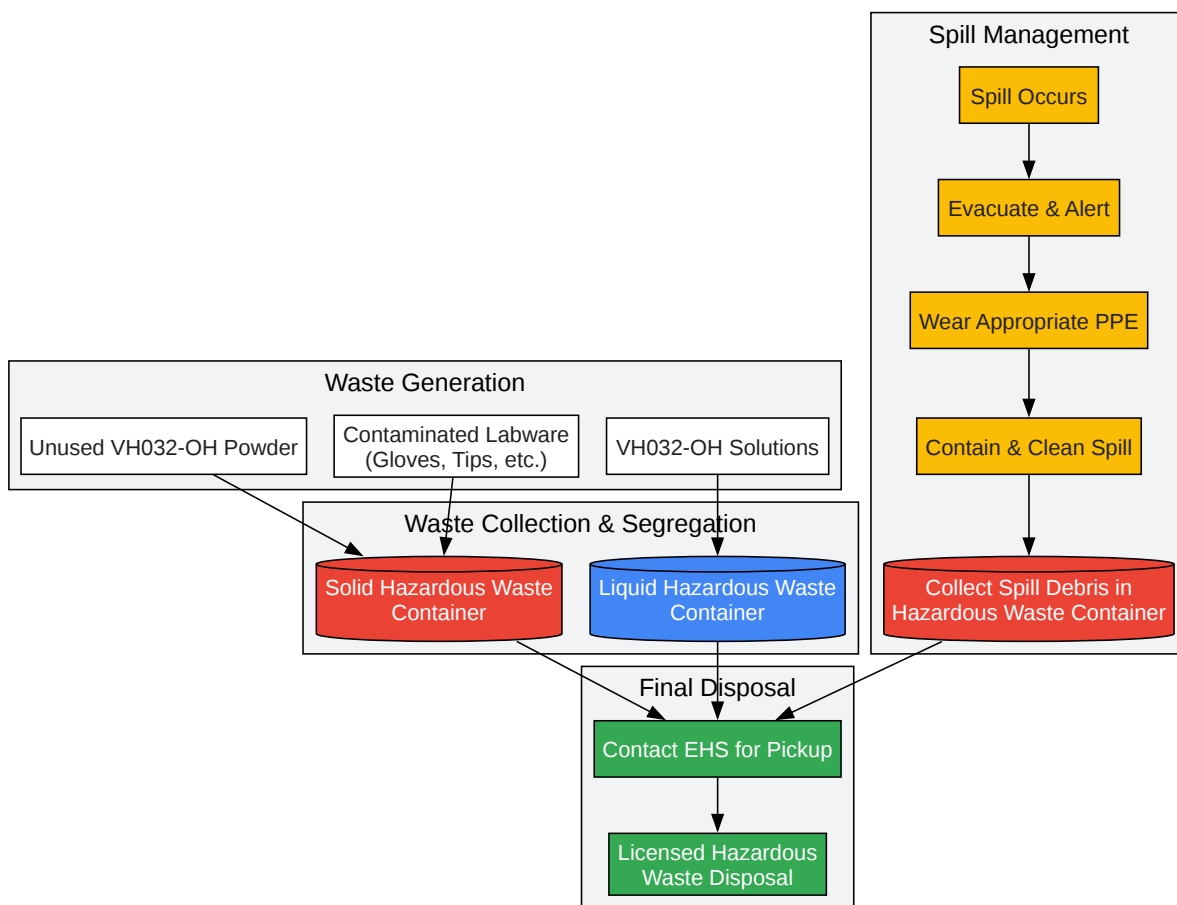 Spill Management
Spill Occurs
Evacuate & Alert
Wear Appropriate PPE
Contain & Clean Spill
Collect Spill Debris in
Hazardous Waste Container
Waste Generation
Unused VH032-OH Powder
Contaminated Labware
(Gloves, Tips, etc.)
VH032-OH Solutions
Waste Collection & Segregation
Solid Hazardous Waste
Container
Liquid Hazardous Waste
Container
Final Disposal
Contact EHS for Pickup
Licensed Hazardous
Waste Disposal